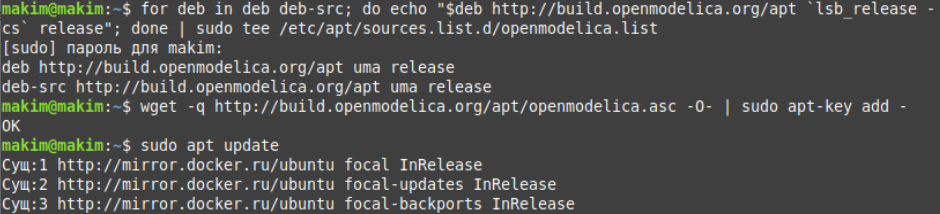 makim@makim:~$ for deb in deb deb-src; do echo "$deb http://build.openmodelica.org/apt `lsb_release -
cs` release"; done | sudo tee /etc/apt/sources.list.d/openmodelica.list
[sudo] пароль для makim:
deb http://build.openmodelica.org/apt uma release
deb-src http://build.openmodelica.org/apt uma release
makim@makim:~$ wget -q http://build.openmodelica.org/apt/openmodelica.asc -O- | sudo apt-key add -
OK
makim@makim:~$ sudo apt update
Сущ:1 http://mirror.docker.ru/ubuntu focal InRelease
Сущ:2 http://mirror.docker.ru/ubuntu focal-updates InRelease
Сущ:3 http://mirror.docker.ru/ubuntu focal-backports InRelease